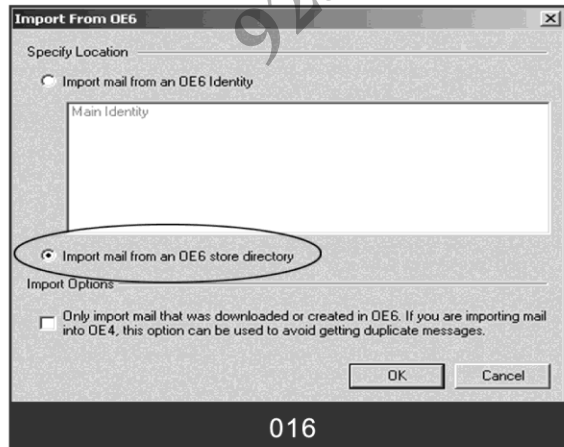 Import From OE6
Specify Location
Import mail from an OE6 Identity
Main Identity
Import mail from an OE6 store directory
Import Options
Only import mail that was downloaded or created in OE6. If you are importing mail
into OE4, this option can be used to avoid getting duplicate messages.
OK
Cancel
016